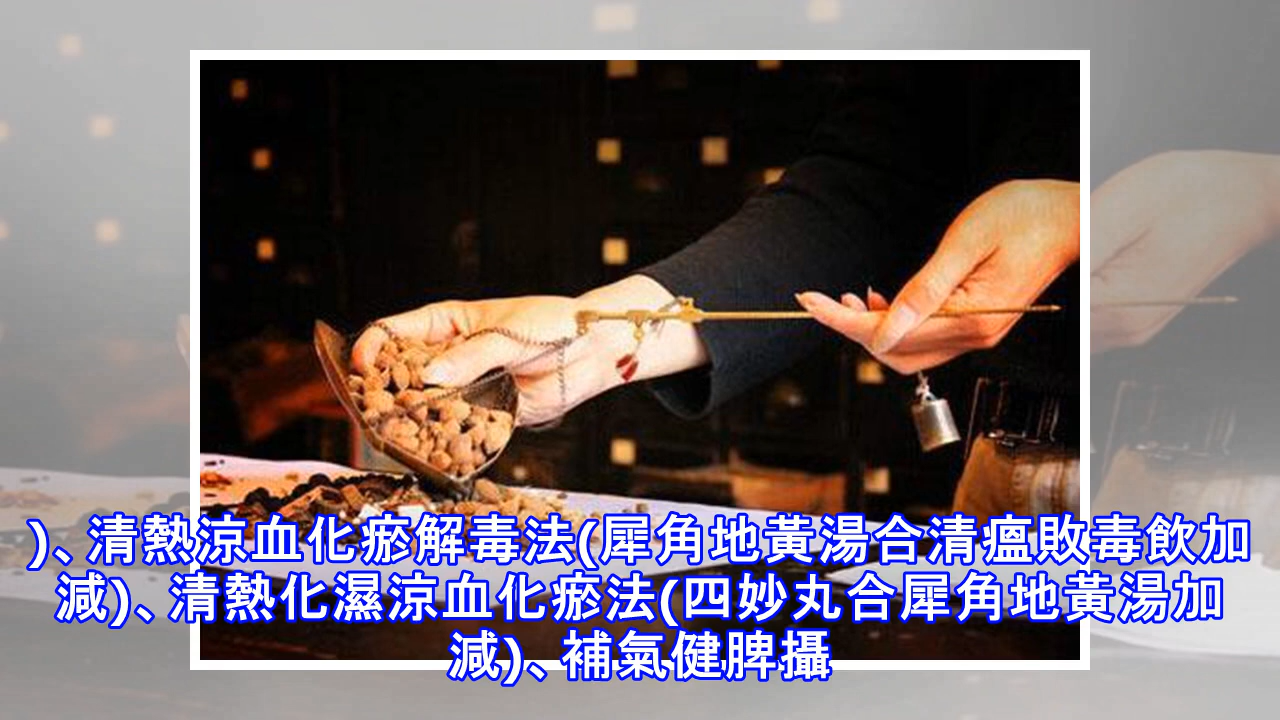 )、清熱涼血化瘀解毒法(犀角地黃湯合清瘟敗毒飲加
減)、清熱化濕涼血化瘀法(四妙丸合犀角地黃湯加
減)、補氣健脾攝